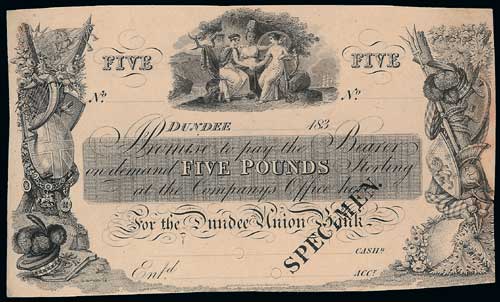 FIVE FIVE
No. No.
DUNDEE 183
Promise to pay the Bearer
on demand FIVE POUNDS Sterling
at the Company's Office here
For the Dundee Union Bank
SPECIMEN.
CASHr.
Ent'd ACCt.